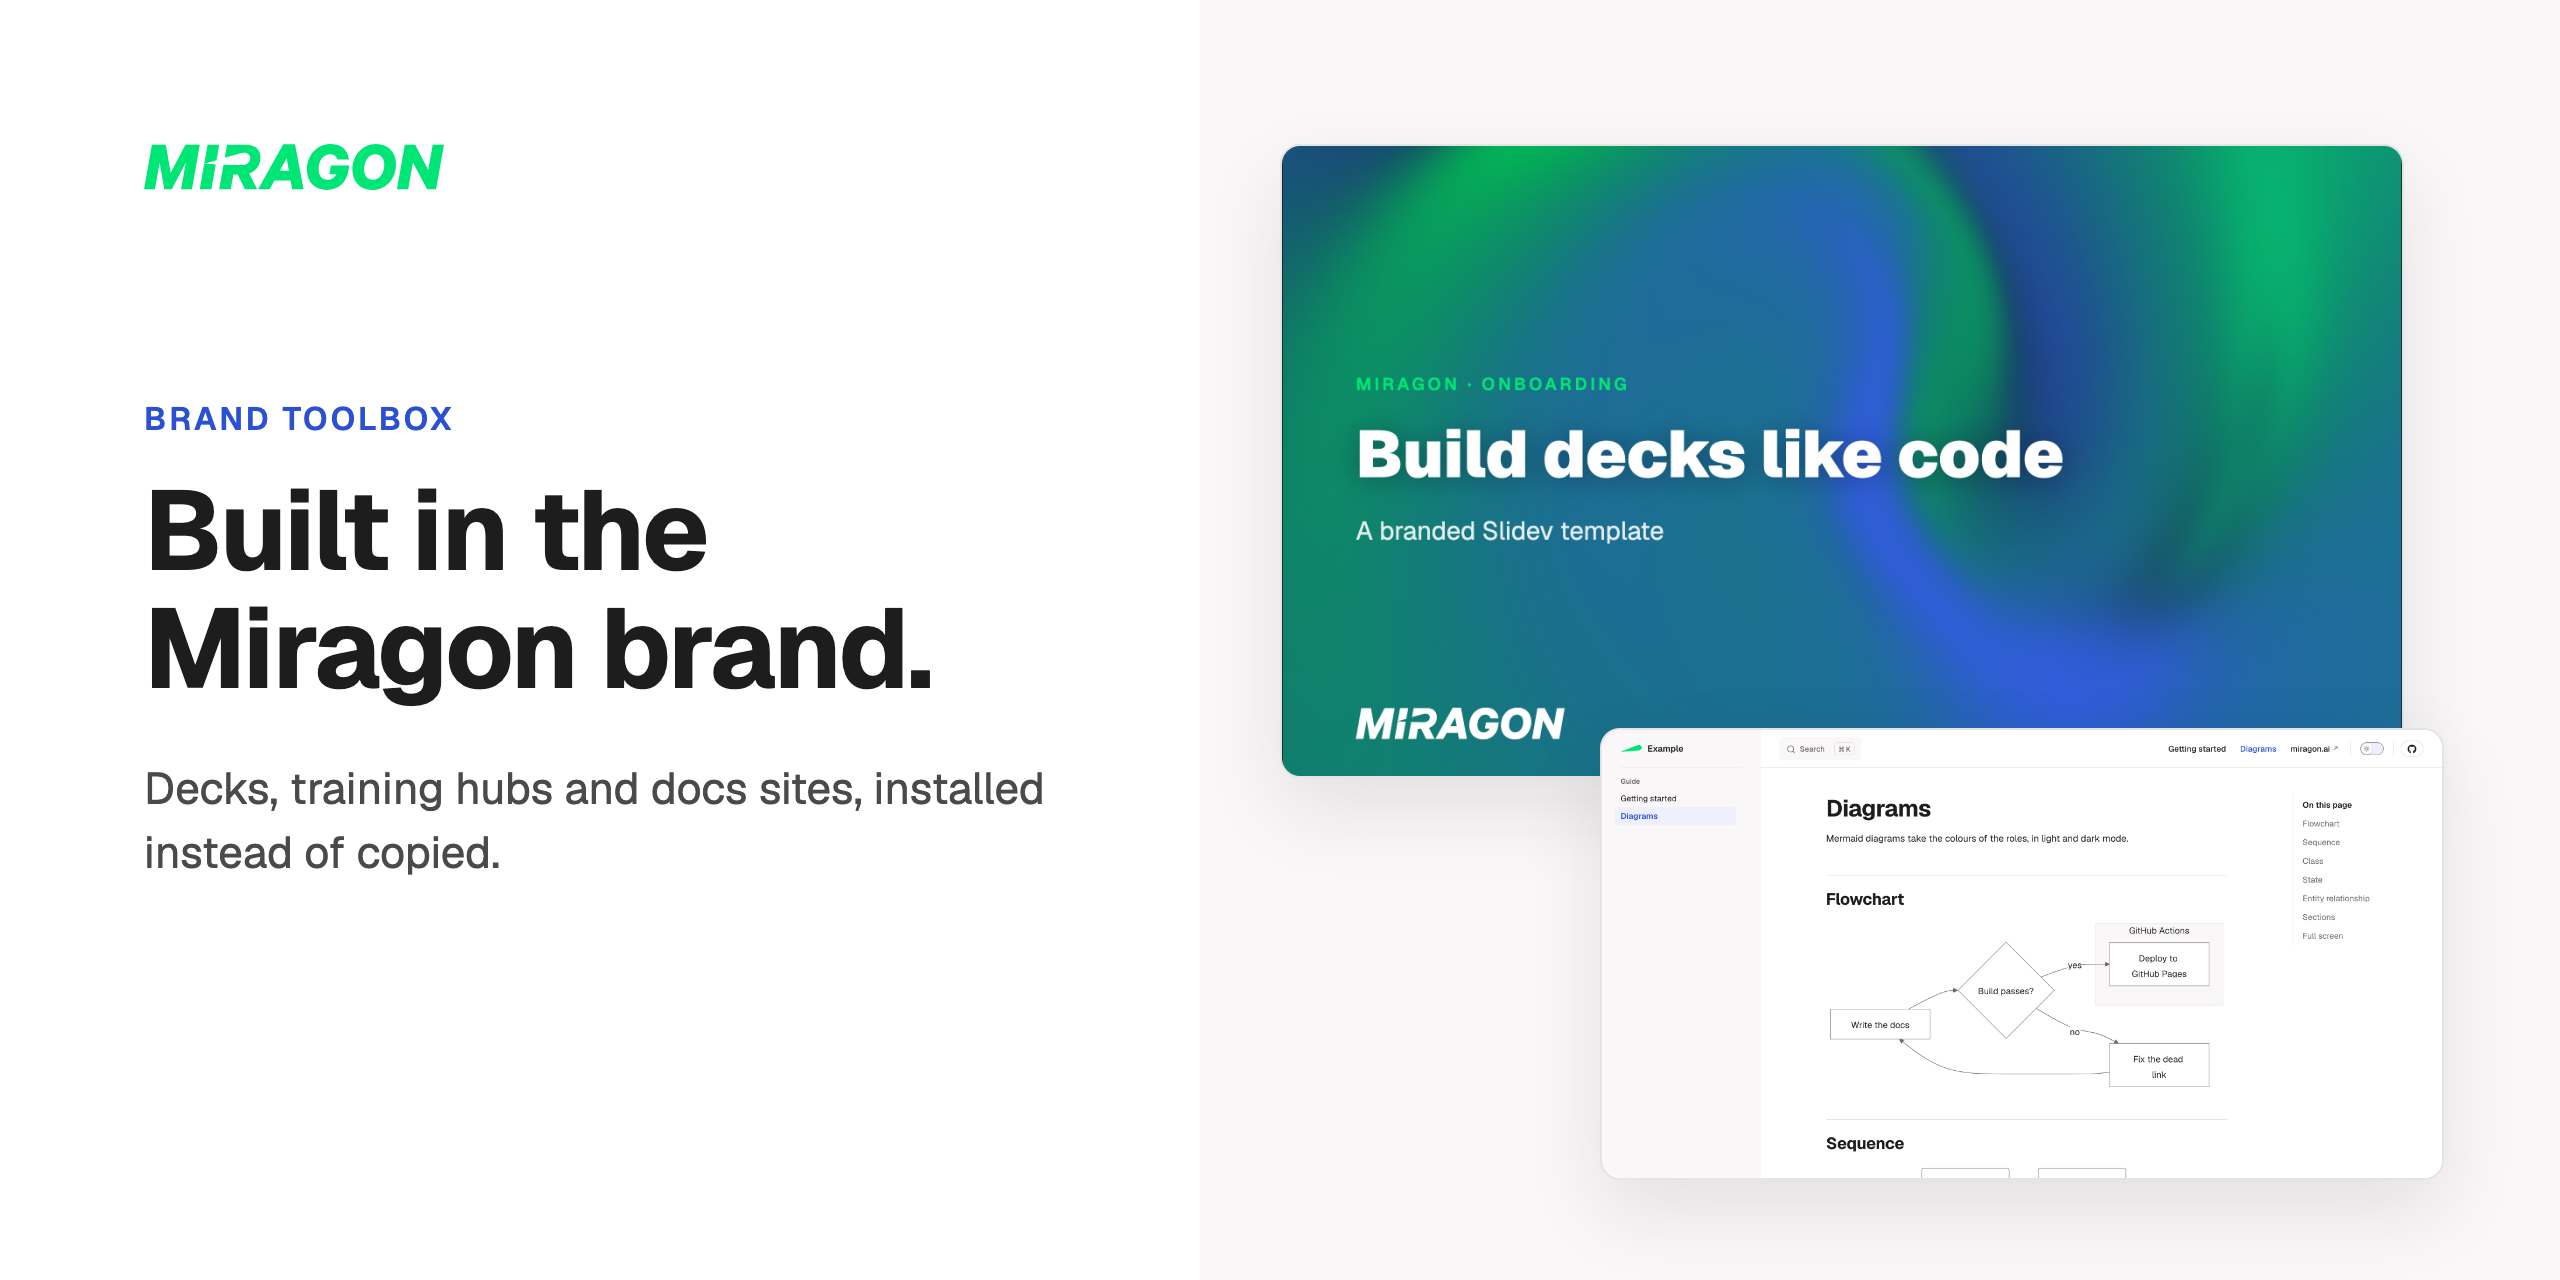 MIRAGON
BRAND TOOLBOX
Built in the
Miragon brand.
Decks, training hubs and docs sites, installed
instead of copied.
MIRAGON · ONBOARDING
Build decks like code
A branded Slidev template
MIRAGON
Example
Search ⌘ K
Getting started Diagrams miragon.ai ↗
Guide
Getting started
Diagrams
Diagrams
Mermaid diagrams take the colours of the roles, in light and dark mode.
Flowchart
GitHub Actions
Deploy to
GitHub Pages
yes
Build passes?
Write the docs
no
Fix the dead
link
Sequence
On this page
Flowchart
Sequence
Class
State
Entity relationship
Sections
Full screen